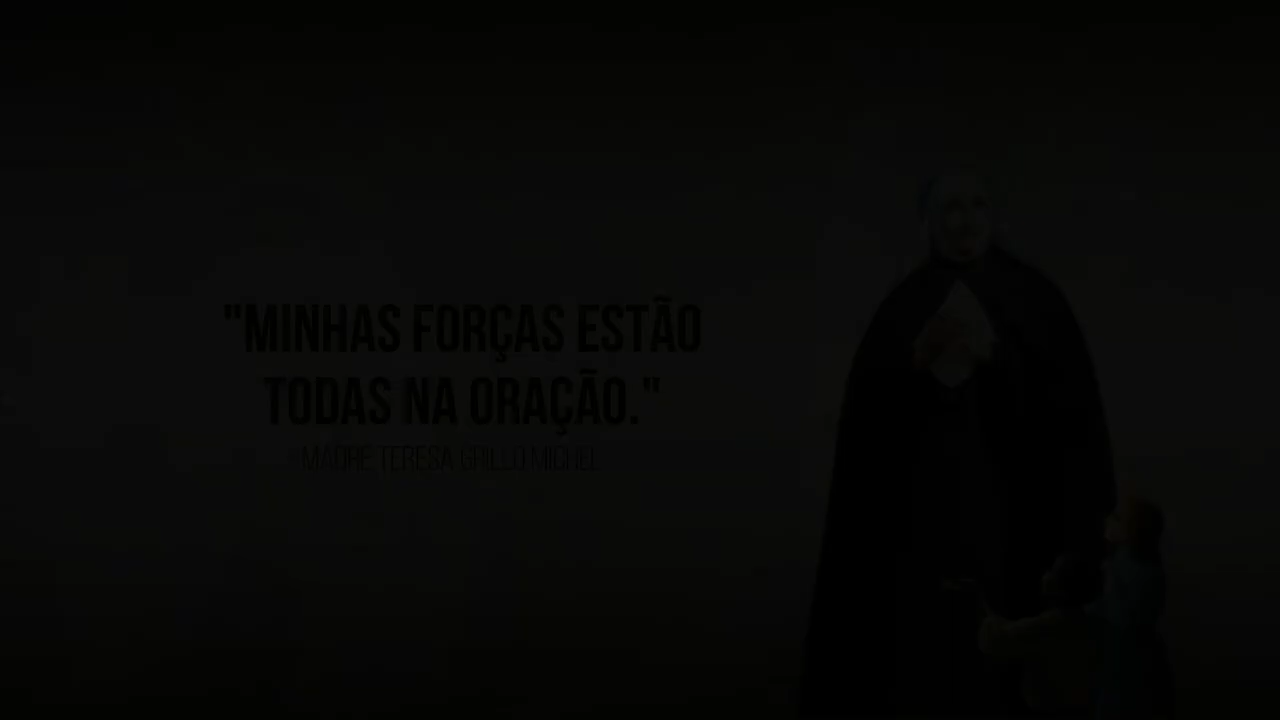 "MINHAS FORÇAS ESTÃO
TODAS NA ORAÇÃO."
MADRE TERESA GRILLO MICHEL